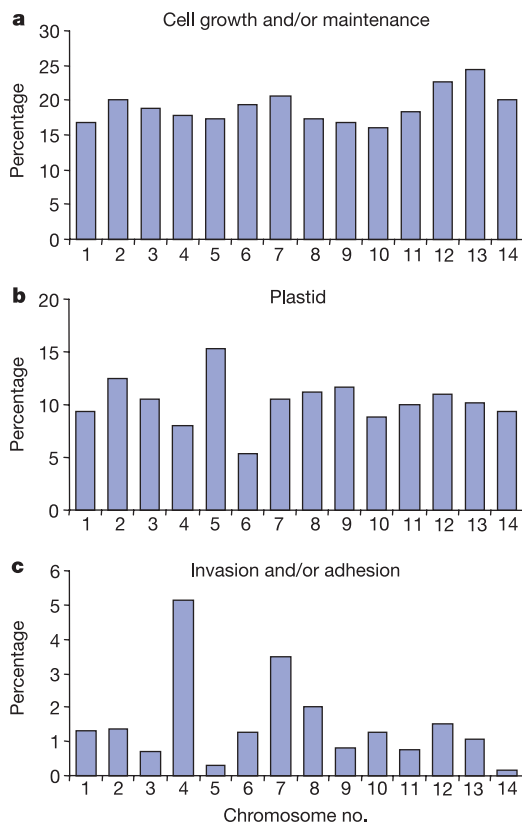 a Cell growth and/or maintenance
Percentage
30
25
20
15
10
5
0
1 2 3 4 5 6 7 8 9 10 11 12 13 14
b Plastid
Percentage
20
15
10
5
0
1 2 3 4 5 6 7 8 9 10 11 12 13 14
c Invasion and/or adhesion
Percentage
6
5
4
3
2
1
0
1 2 3 4 5 6 7 8 9 10 11 12 13 14
Chromosome no.